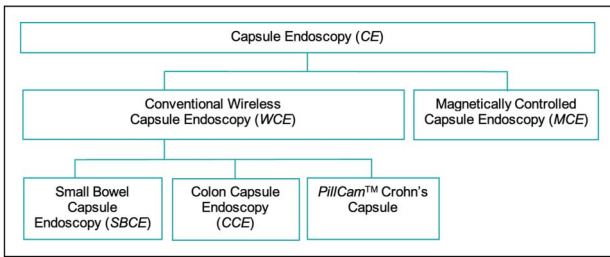 Capsule Endoscopy (CE)
Conventional Wireless
Capsule Endoscopy (WCE)
Magnetically Controlled
Capsule Endoscopy (MCE)
Small Bowel
Capsule
Endoscopy (SBCE)
Colon Capsule
Endoscopy
(CCE)
PillCam™ Crohn's
Capsule